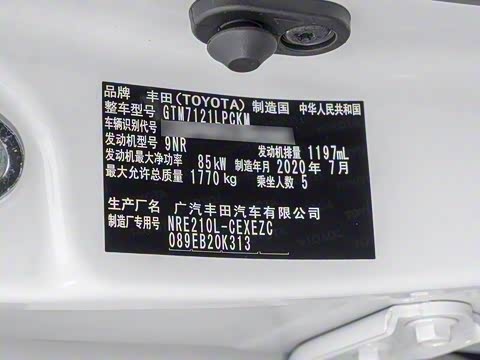 品牌 丰田(TOYOTA) 制造国 中华人民共和国
整车型号 GTM7121LPCKM
车辆识别代号
发动机型号 9NR 发动机排量 1197mL
发动机最大净功率 85kW 制造年月 2020年7月
最大允许总质量 1770kg 乘坐人数 5
生产厂名 广汽丰田汽车有限公司
制造厂专用号 NRE210L-CEXEZC
089EB20K313